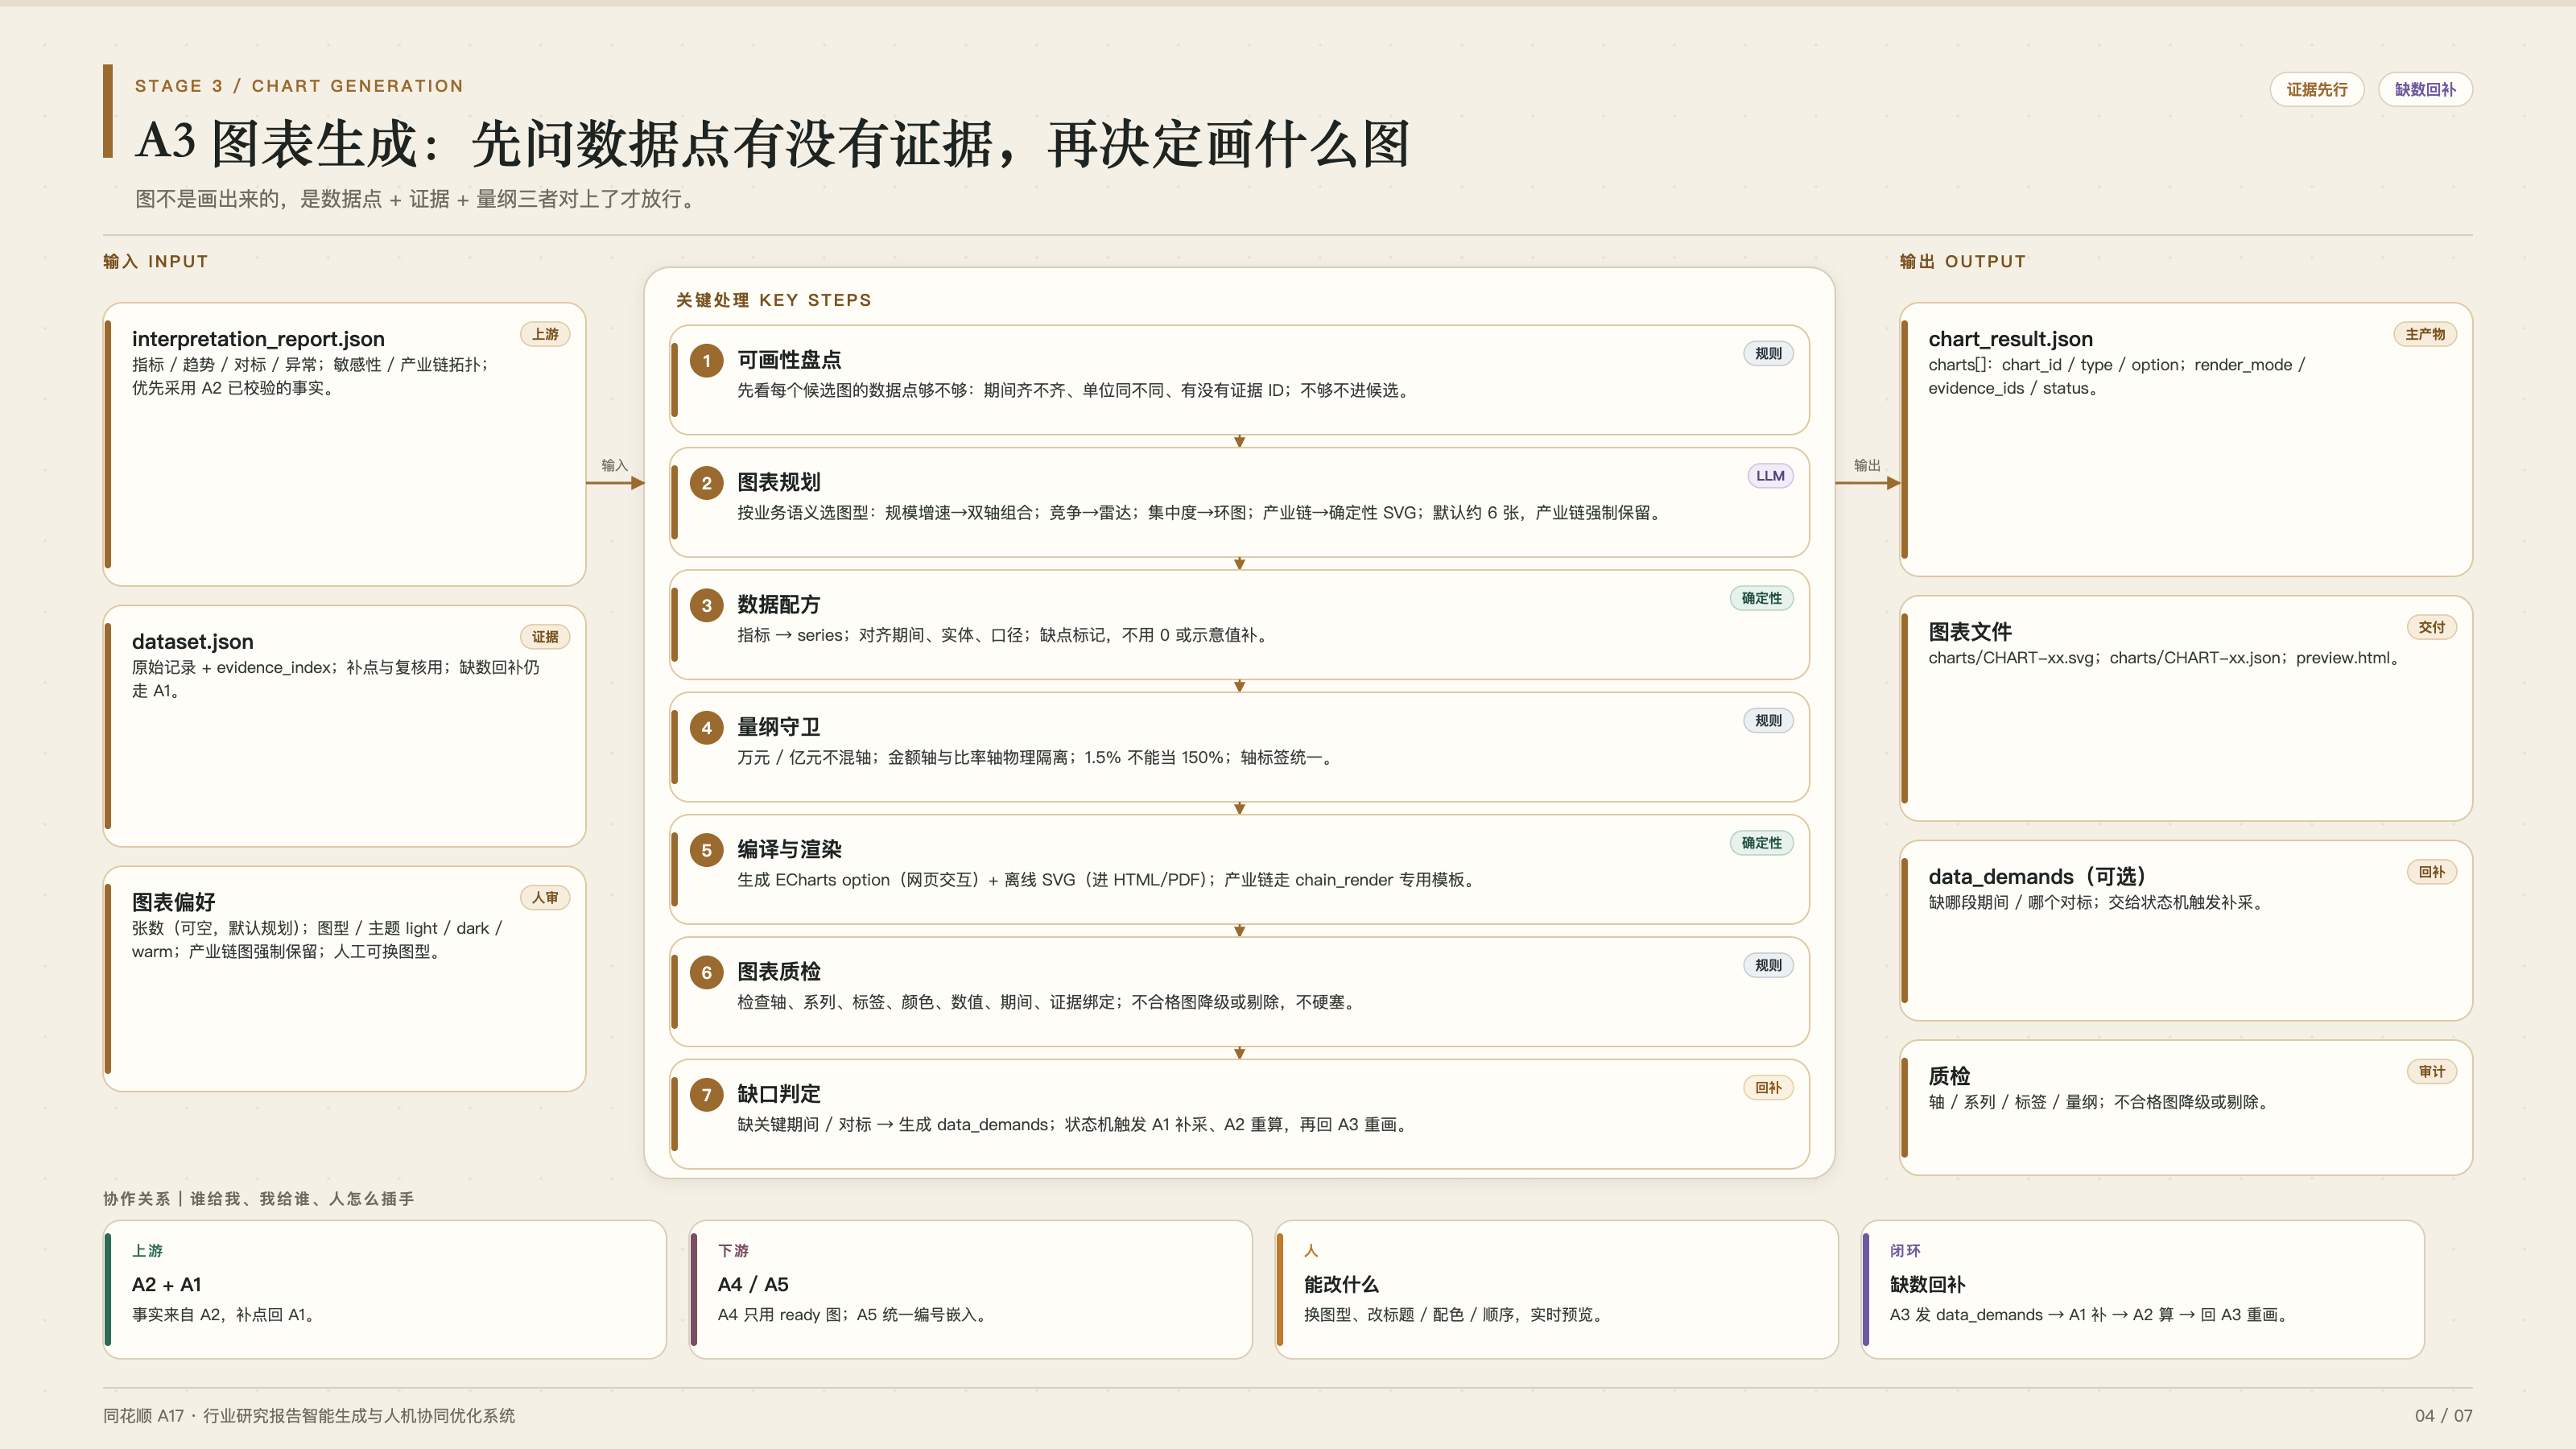 STAGE 3 / CHART GENERATION
证据先行
缺数回补
A3 图表生成：先问数据点有没有证据，再决定画什么图
图不是画出来的，是数据点 + 证据 + 量纲三者对上了才放行。
输入 INPUT
interpretation_report.json
上游
指标 / 趋势 / 对标 / 异常；敏感性 / 产业链拓扑；
优先采用 A2 已校验的事实。
dataset.json
证据
原始记录 + evidence_index；补点与复核用；缺数回补仍
走 A1。
图表偏好
人审
张数（可空，默认规划）；图型 / 主题 light / dark /
warm；产业链图强制保留；人工可换图型。
输入
关键处理 KEY STEPS
1
可画性盘点
规则
先看每个候选图的数据点够不够：期间齐不齐、单位同不同、有没有证据 ID；不够不进候选。
2
图表规划
LLM
按业务语义选图型：规模增速→双轴组合；竞争→雷达；集中度→环图；产业链→确定性 SVG；默认约 6 张，产业链强制保留。
3
数据配方
确定性
指标 → series；对齐期间、实体、口径；缺点标记，不用 0 或示意值补。
4
量纲守卫
规则
万元 / 亿元不混轴；金额轴与比率轴物理隔离；1.5% 不能当 150%；轴标签统一。
5
编译与渲染
确定性
生成 ECharts option（网页交互）+ 离线 SVG（进 HTML/PDF）；产业链走 chain_render 专用模板。
6
图表质检
规则
检查轴、系列、标签、颜色、数值、期间、证据绑定；不合格图降级或剔除，不硬塞。
7
缺口判定
回补
缺关键期间 / 对标 → 生成 data_demands；状态机触发 A1 补采、A2 重算，再回 A3 重画。
输出
输出 OUTPUT
chart_result.json
主产物
charts[]：chart_id / type / option；render_mode /
evidence_ids / status。
图表文件
交付
charts/CHART-xx.svg；charts/CHART-xx.json；preview.html。
data_demands（可选）
回补
缺哪段期间 / 哪个对标；交给状态机触发补采。
质检
审计
轴 / 系列 / 标签 / 量纲；不合格图降级或剔除。
协作关系｜谁给我、我给谁、人怎么插手
上游
A2 + A1
事实来自 A2，补点回 A1。
下游
A4 / A5
A4 只用 ready 图；A5 统一编号嵌入。
人
能改什么
换图型、改标题 / 配色 / 顺序，实时预览。
闭环
缺数回补
A3 发 data_demands → A1 补 → A2 算 → 回 A3 重画。
同花顺 A17 · 行业研究报告智能生成与人机协同优化系统
04 / 07